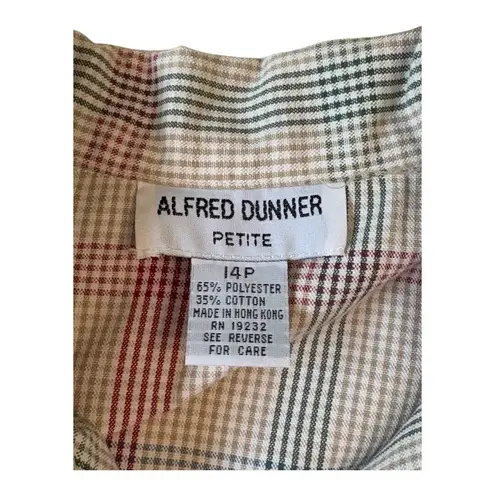 ALFRED DUNNER
PETITE
14P
65% POLYESTER
35% COTTON
MADE IN HONG KONG
RN 19232
SEE REVERSE
FOR CARE